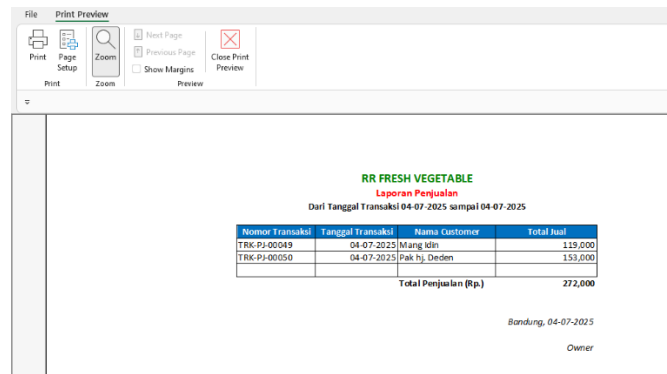 File Print Preview
Print
Page Setup
Zoom
Next Page
Previous Page
Show Margins
Close Print Preview
Print Zoom Preview
RR FRESH VEGETABLE
Laporan Penjualan
Dari Tanggal Transaksi 04-07-2025 sampai 04-07-2025
Nomor Transaksi Tanggal Transaksi Nama Customer Total Jual
TRK-PJ-00049 04-07-2025 Mang Idin 119,000
TRK-PJ-00050 04-07-2025 Pak hj. Deden 153,000
Total Penjualan (Rp.) 272,000
Bandung, 04-07-2025
Owner